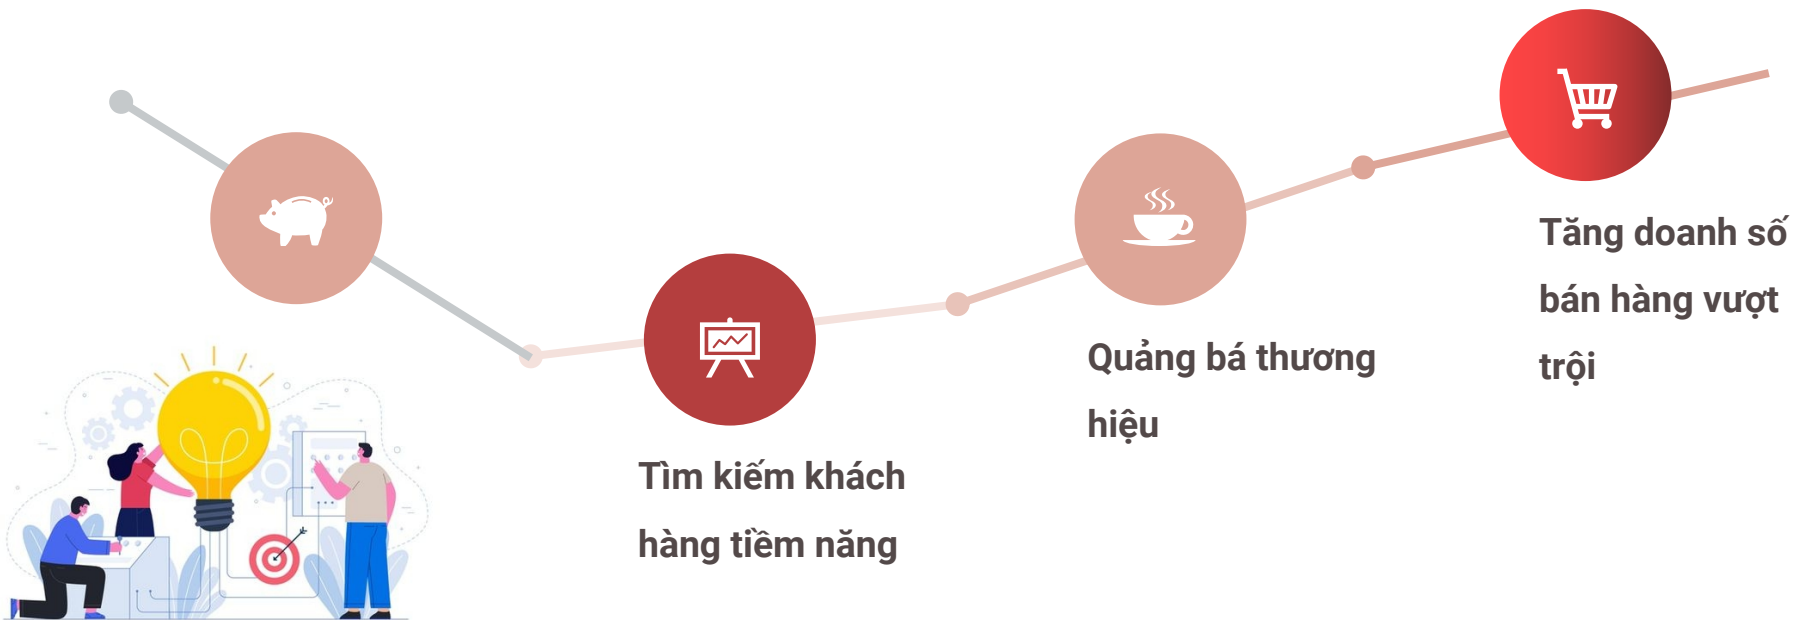 Tìm kiếm khách
hàng tiềm năng
Quảng bá thương
hiệu
Tăng doanh số
bán hàng vượt
trội